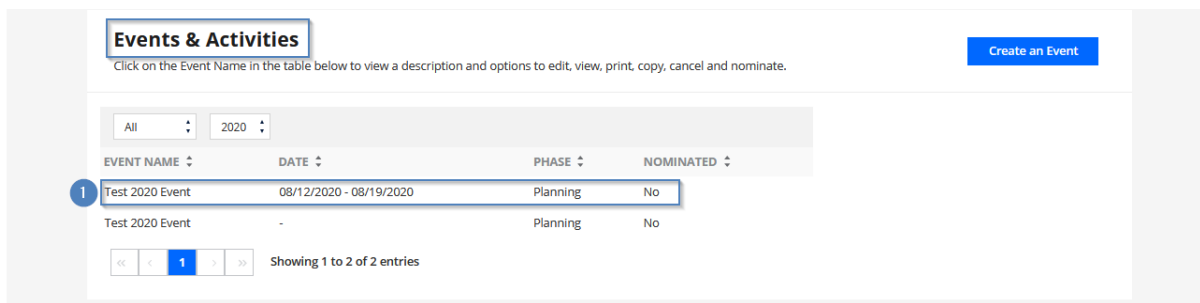 Events & Activities
Create an Event
Click on the Event Name in the table below to view a description and options to edit, view, print, copy, cancel and nominate.
All 2020
EVENT NAME DATE PHASE NOMINATED
1 Test 2020 Event 08/12/2020 - 08/19/2020 Planning No
Test 2020 Event - Planning No
« < 1 > » Showing 1 to 2 of 2 entries